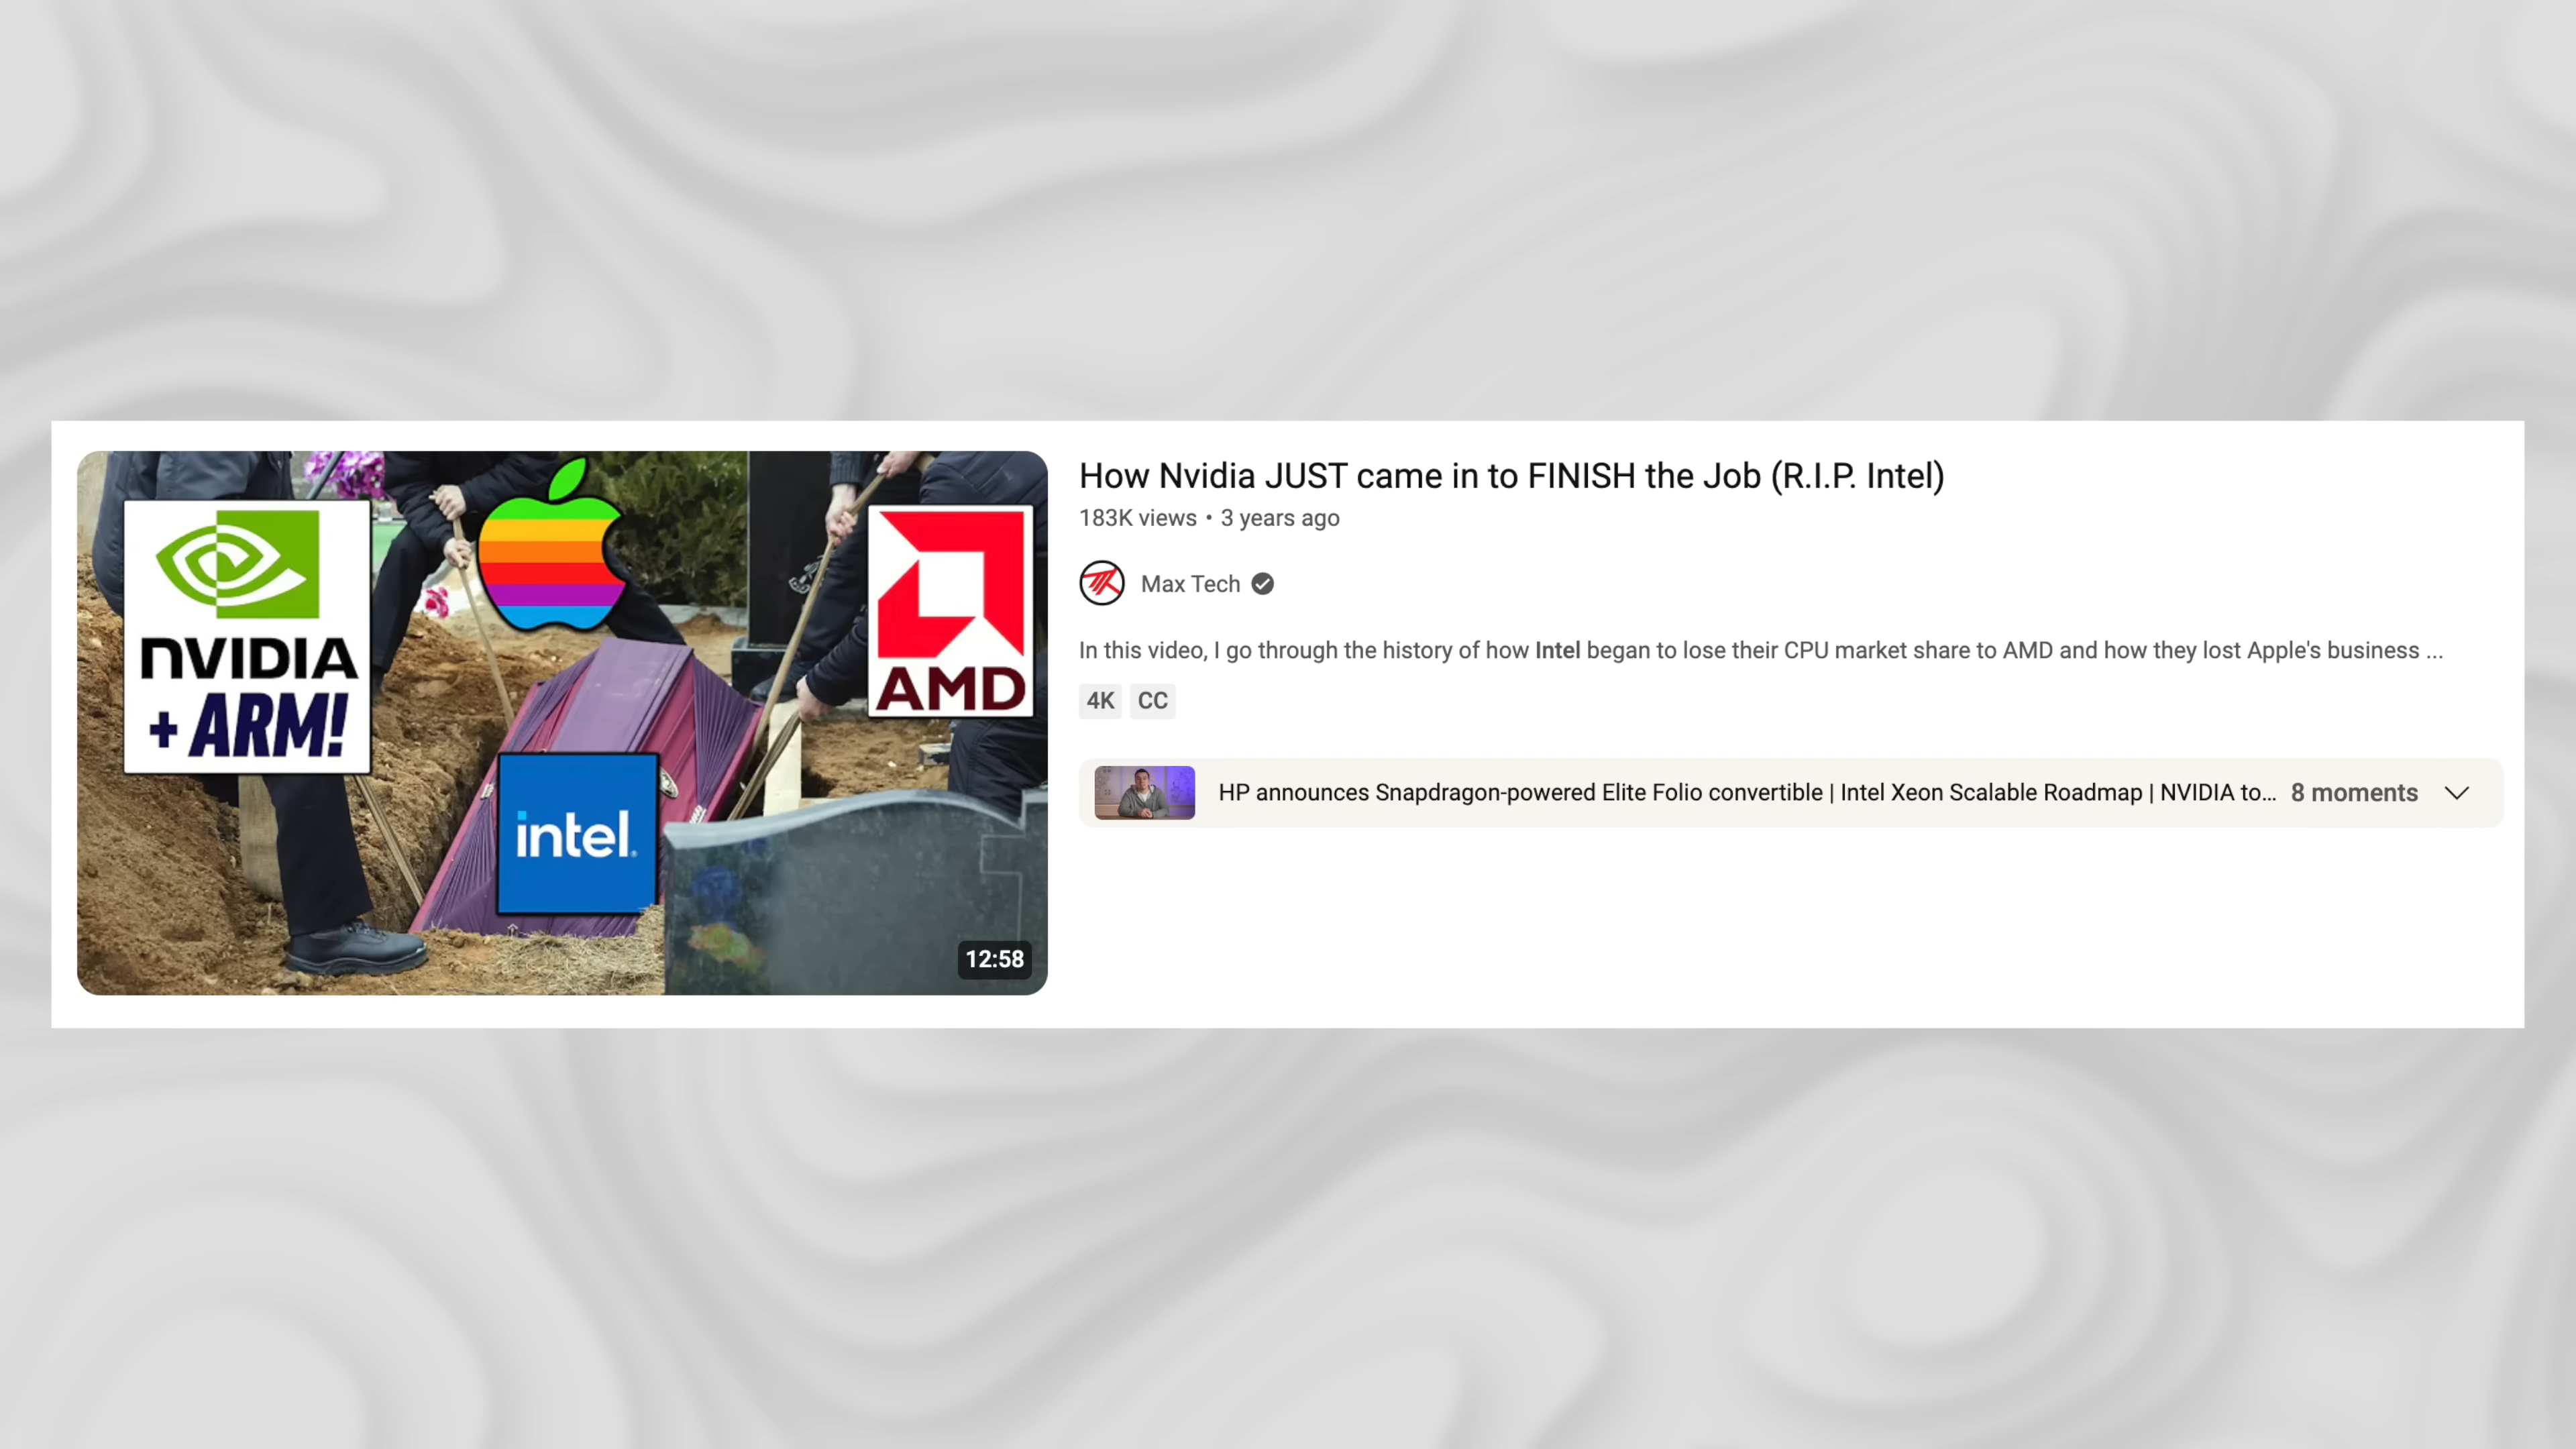 nVIDIA
+ ARM!
AMD
intel.
12:58
How Nvidia JUST came in to FINISH the Job (R.I.P. Intel)
183K views • 3 years ago
Max Tech
In this video, I go through the history of how Intel began to lose their CPU market share to AMD and how they lost Apple's business ...
4K CC
HP announces Snapdragon-powered Elite Folio convertible | Intel Xeon Scalable Roadmap | NVIDIA to... 8 moments